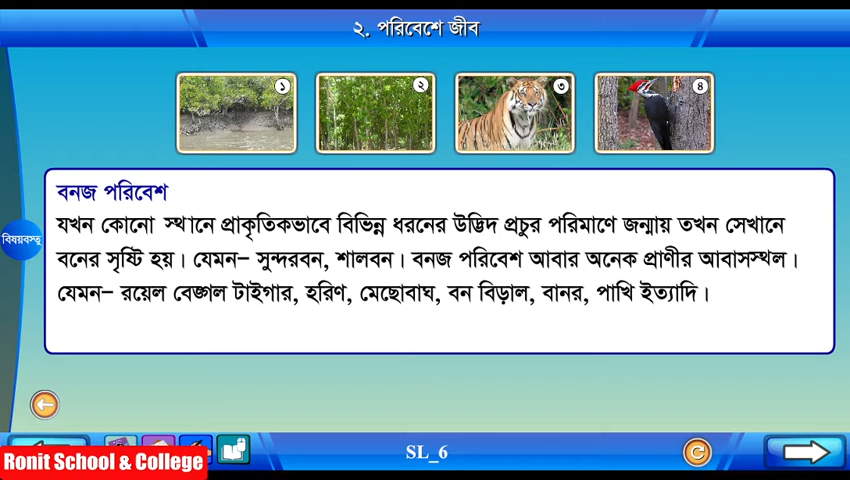 ২. পরিবেশে জীব
১ ২ ৩ ৪
বনজ পরিবেশ
যখন কোনো স্থানে প্রাকৃতিকভাবে বিভিন্ন ধরনের উদ্ভিদ প্রচুর পরিমাণে জন্মায় তখন সেখানে
বনের সৃষ্টি হয়। যেমন– সুন্দরবন, শালবন। বনজ পরিবেশ আবার অনেক প্রাণীর আবাসস্থল।
যেমন– রয়েল বেঙ্গল টাইগার, হরিণ, মেছোবাঘ, বন বিড়াল, বানর, পাখি ইত্যাদি।
বিষয়বস্তু
SL_6
Ronit School & College